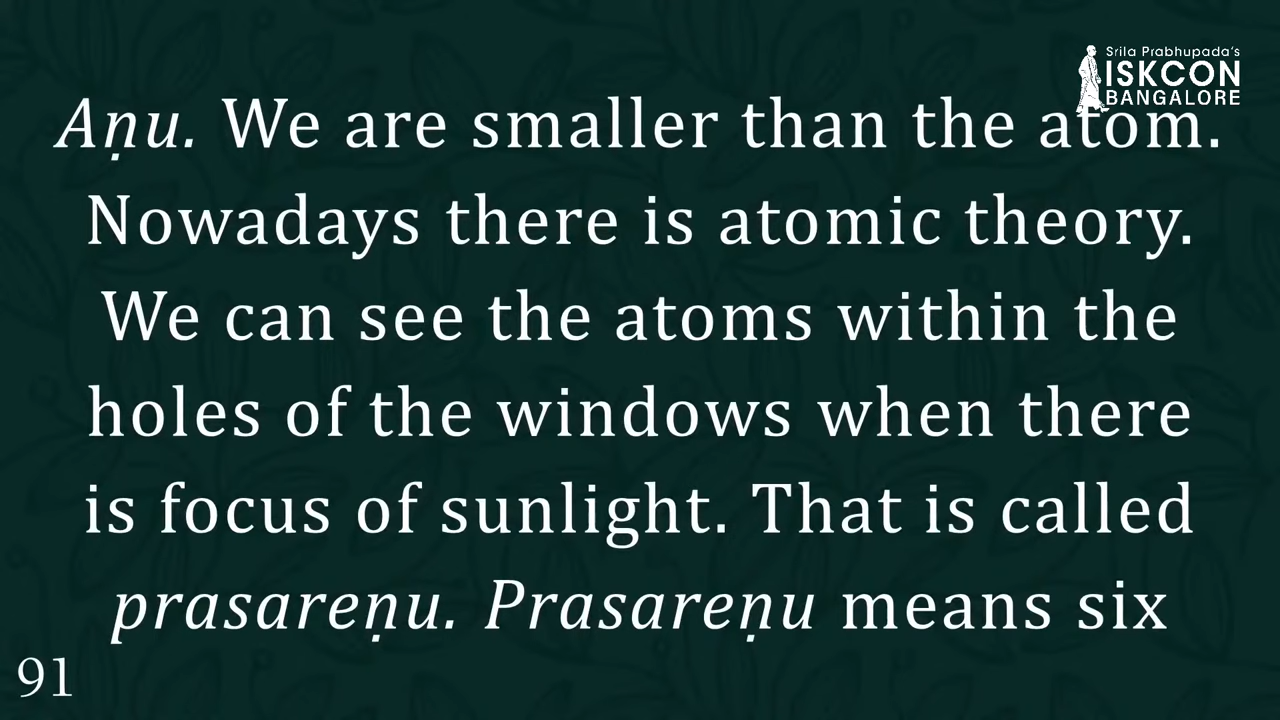 Srila Prabhupada's
ISKCON
BANGALORE
Aṇu. We are smaller than the atom.
Nowadays there is atomic theory.
We can see the atoms within the
holes of the windows when there
is focus of sunlight. That is called
prasareṇu. Prasareṇu means six
91